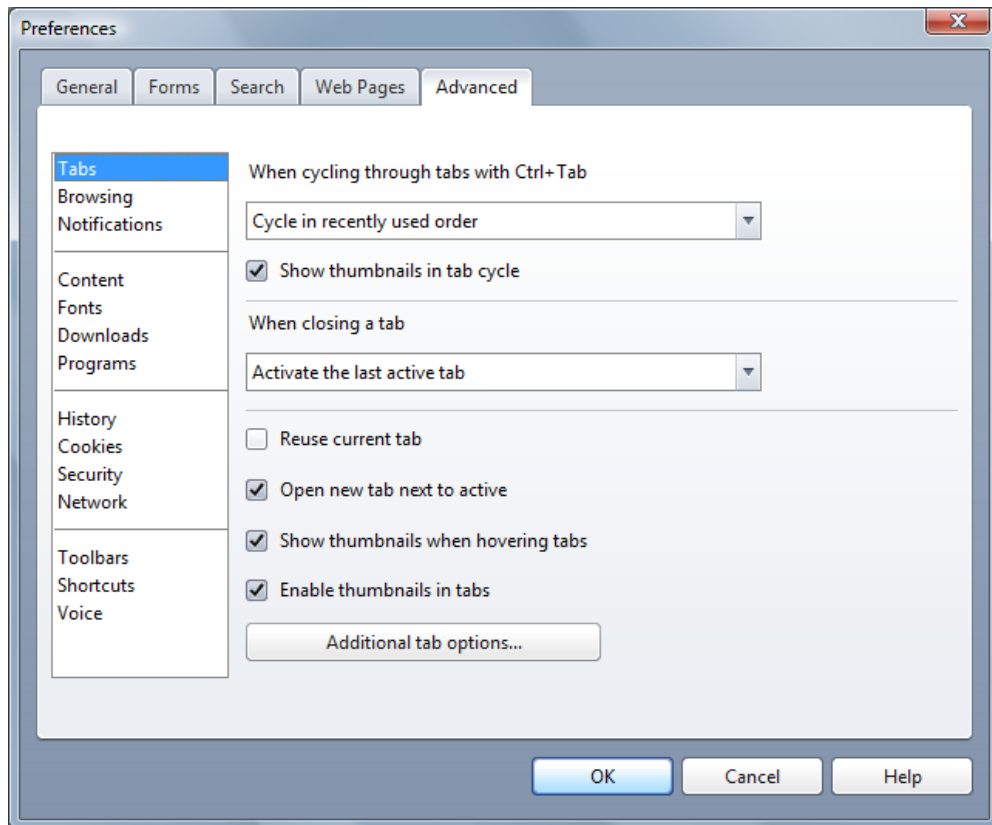 Preferences
General
Forms
Search
Web Pages
Advanced
Tabs
Browsing
Notifications
Content
Fonts
Downloads
Programs
History
Cookies
Security
Network
Toolbars
Shortcuts
Voice
When cycling through tabs with Ctrl+Tab
Cycle in recently used order
Show thumbnails in tab cycle
When closing a tab
Activate the last active tab
Reuse current tab
Open new tab next to active
Show thumbnails when hovering tabs
Enable thumbnails in tabs
Additional tab options...
OK
Cancel
Help